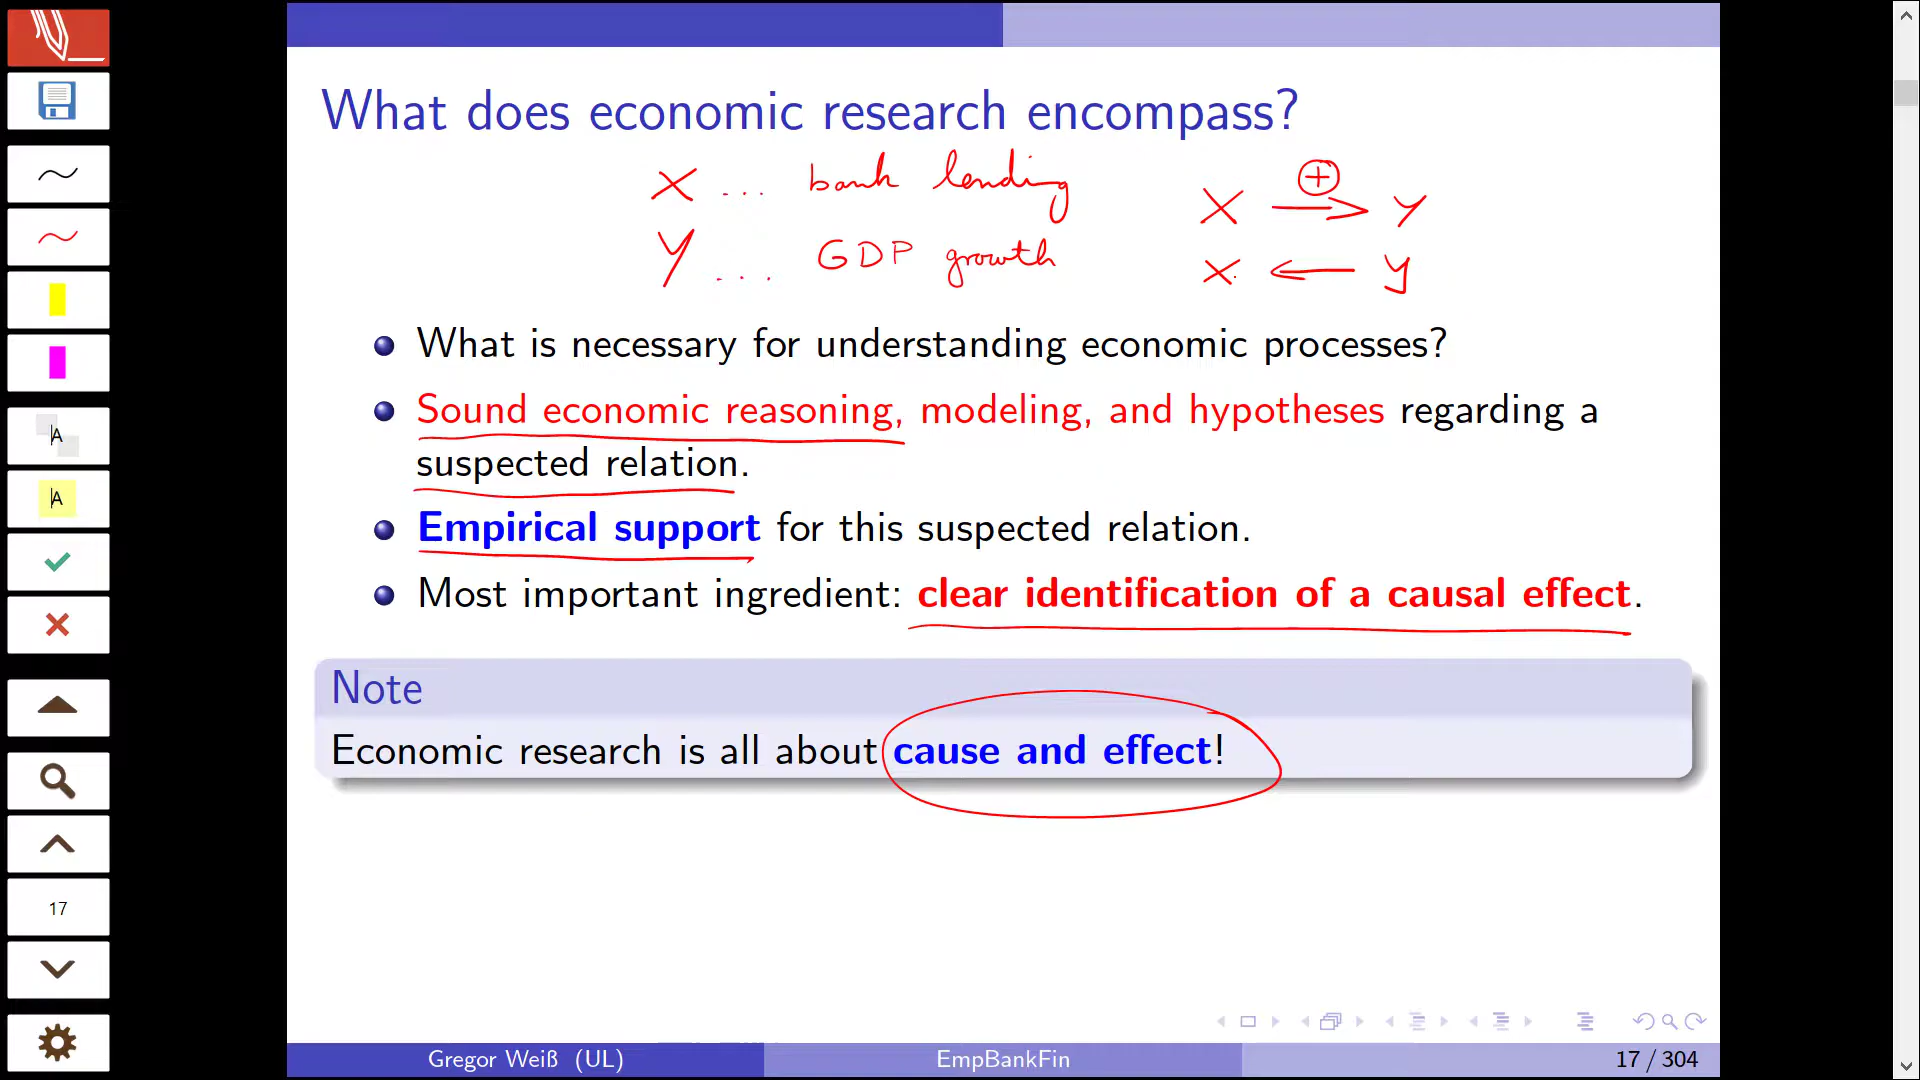 What does economic research encompass?
X ... bank lending
Y ... GDP growth
X ⊕→ Y
X ← Y
What is necessary for understanding economic processes?
Sound economic reasoning, modeling, and hypotheses regarding a
suspected relation.
Empirical support for this suspected relation.
Most important ingredient: clear identification of a causal effect.
Note
Economic research is all about cause and effect!
A
A
17
Gregor Weiß (UL) EmpBankFin 17 / 304